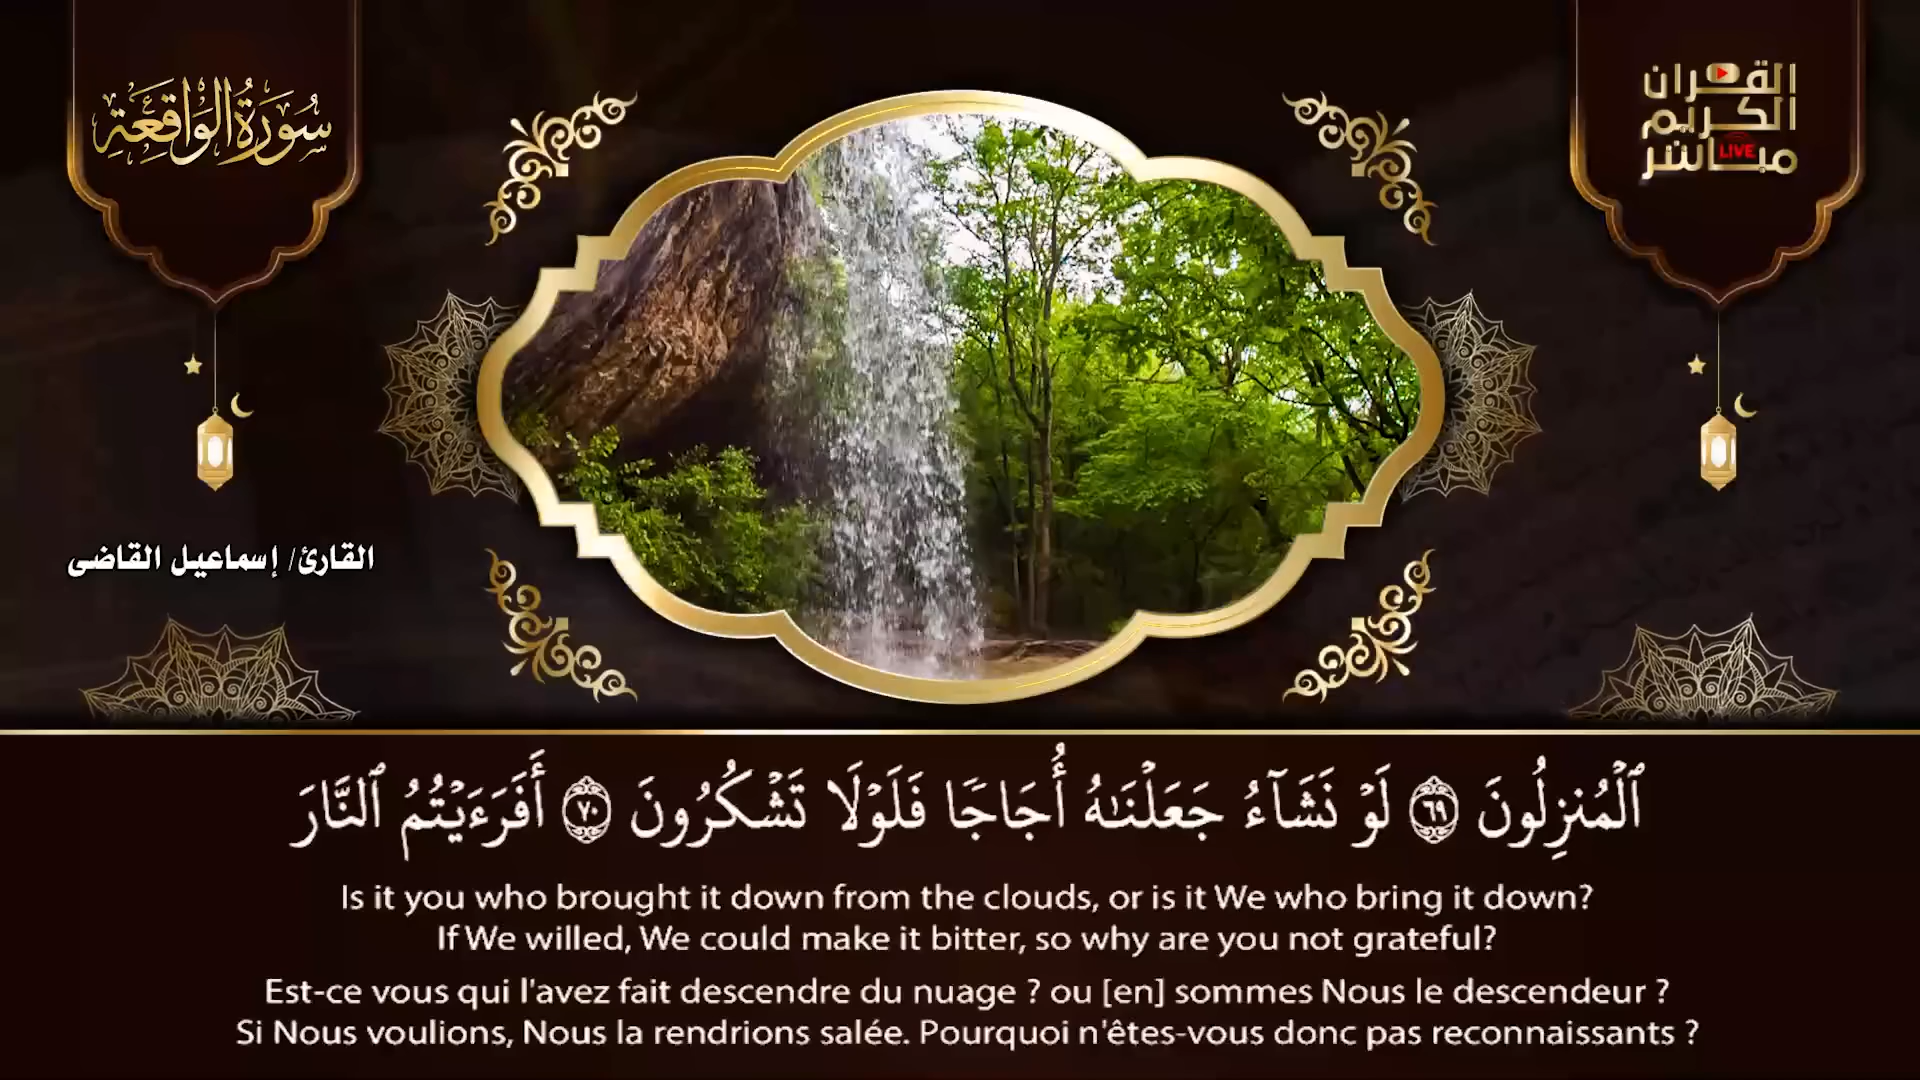 سُورَةُ الْوَاقِعَةِ
القران
الكريم
مباشر
LIVE
القارئ/ إسماعيل القاضى
ٱلْمُنزِلُونَ ٦٩ لَوْ نَشَآءُ جَعَلْنَـٰهُ أُجَاجًا فَلَوْلَا تَشْكُرُونَ ٧٠ أَفَرَءَيْتُمُ ٱلنَّارَ
Is it you who brought it down from the clouds, or is it We who bring it down?
If We willed, We could make it bitter, so why are you not grateful?
Est-ce vous qui l'avez fait descendre du nuage ? ou [en] sommes Nous le descendeur ?
Si Nous voulions, Nous la rendrions salée. Pourquoi n'êtes-vous donc pas reconnaissants ?